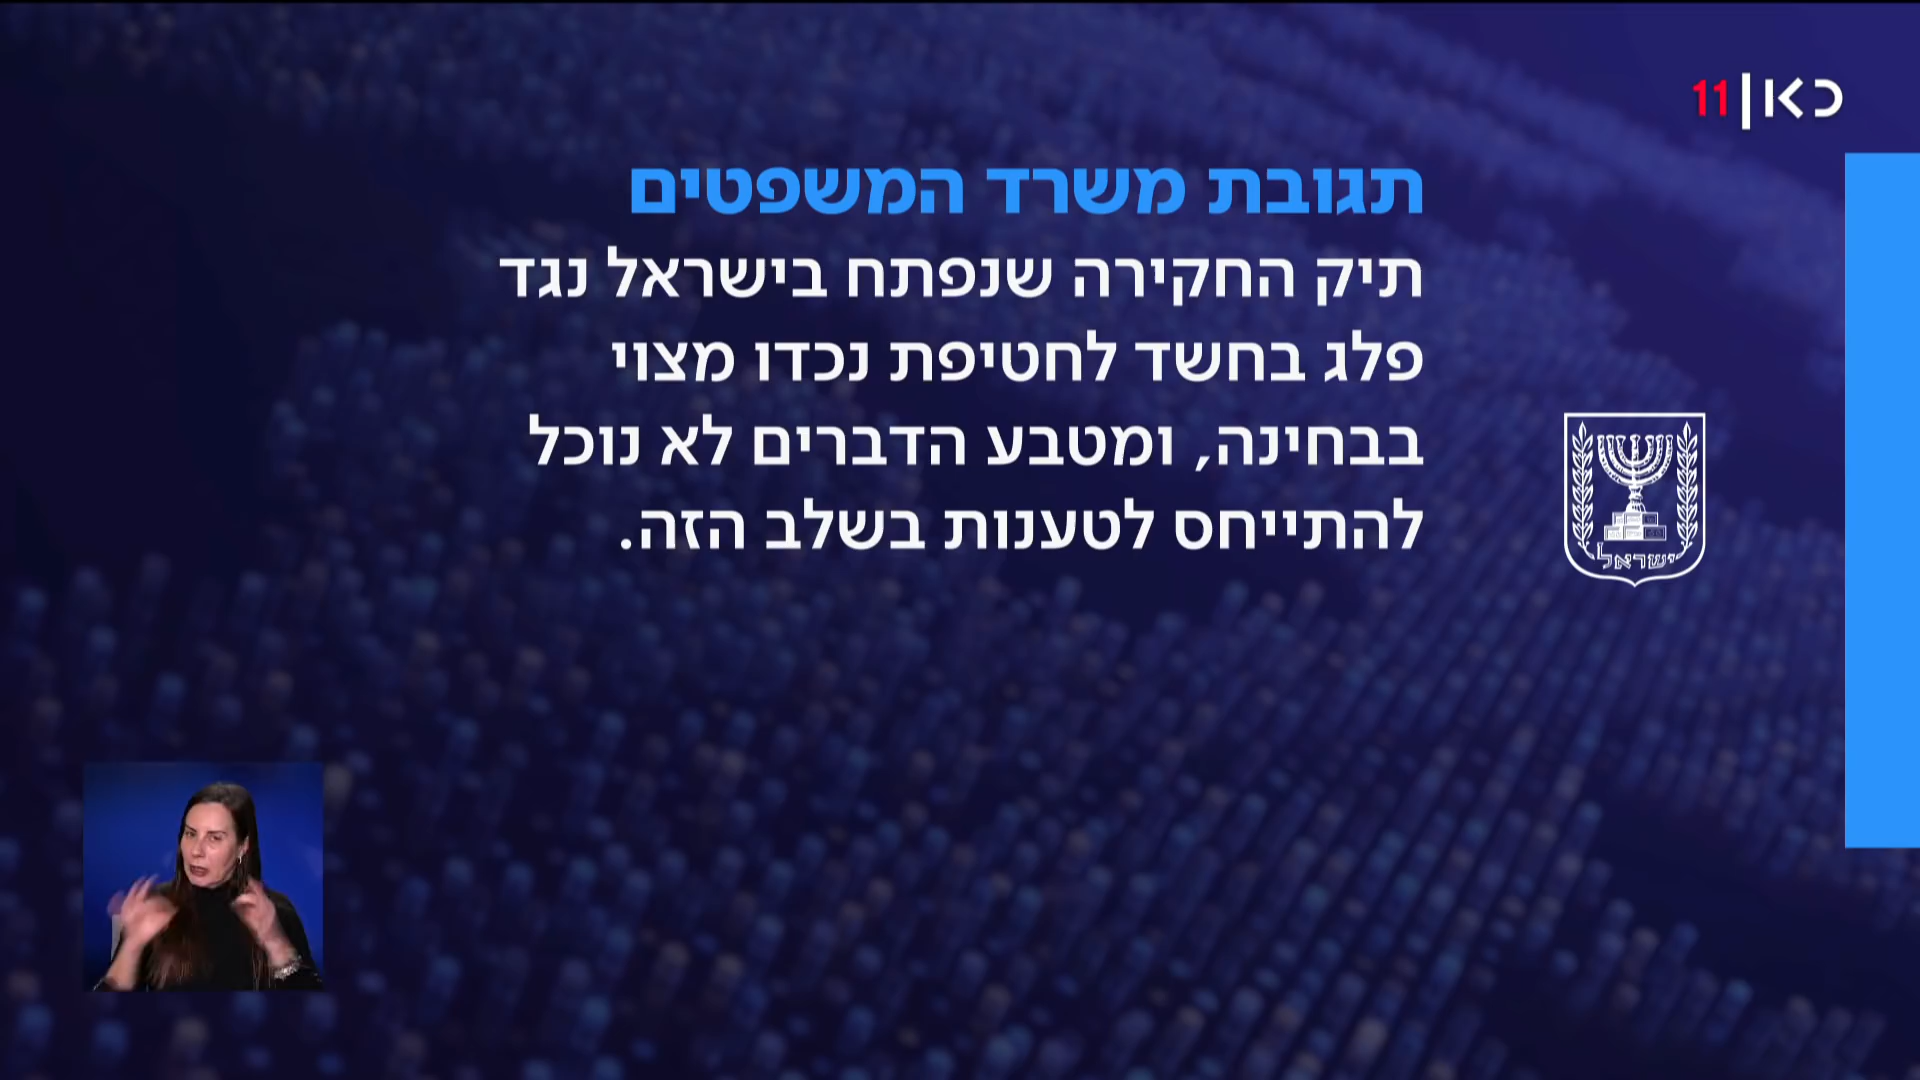 כאן|11
תגובת משרד המשפטים
תיק החקירה שנפתח בישראל נגד
פלג בחשד לחטיפת נכדו מצוי
בבחינה, ומטבע הדברים לא נוכל
להתייחס לטענות בשלב הזה.
ישראל